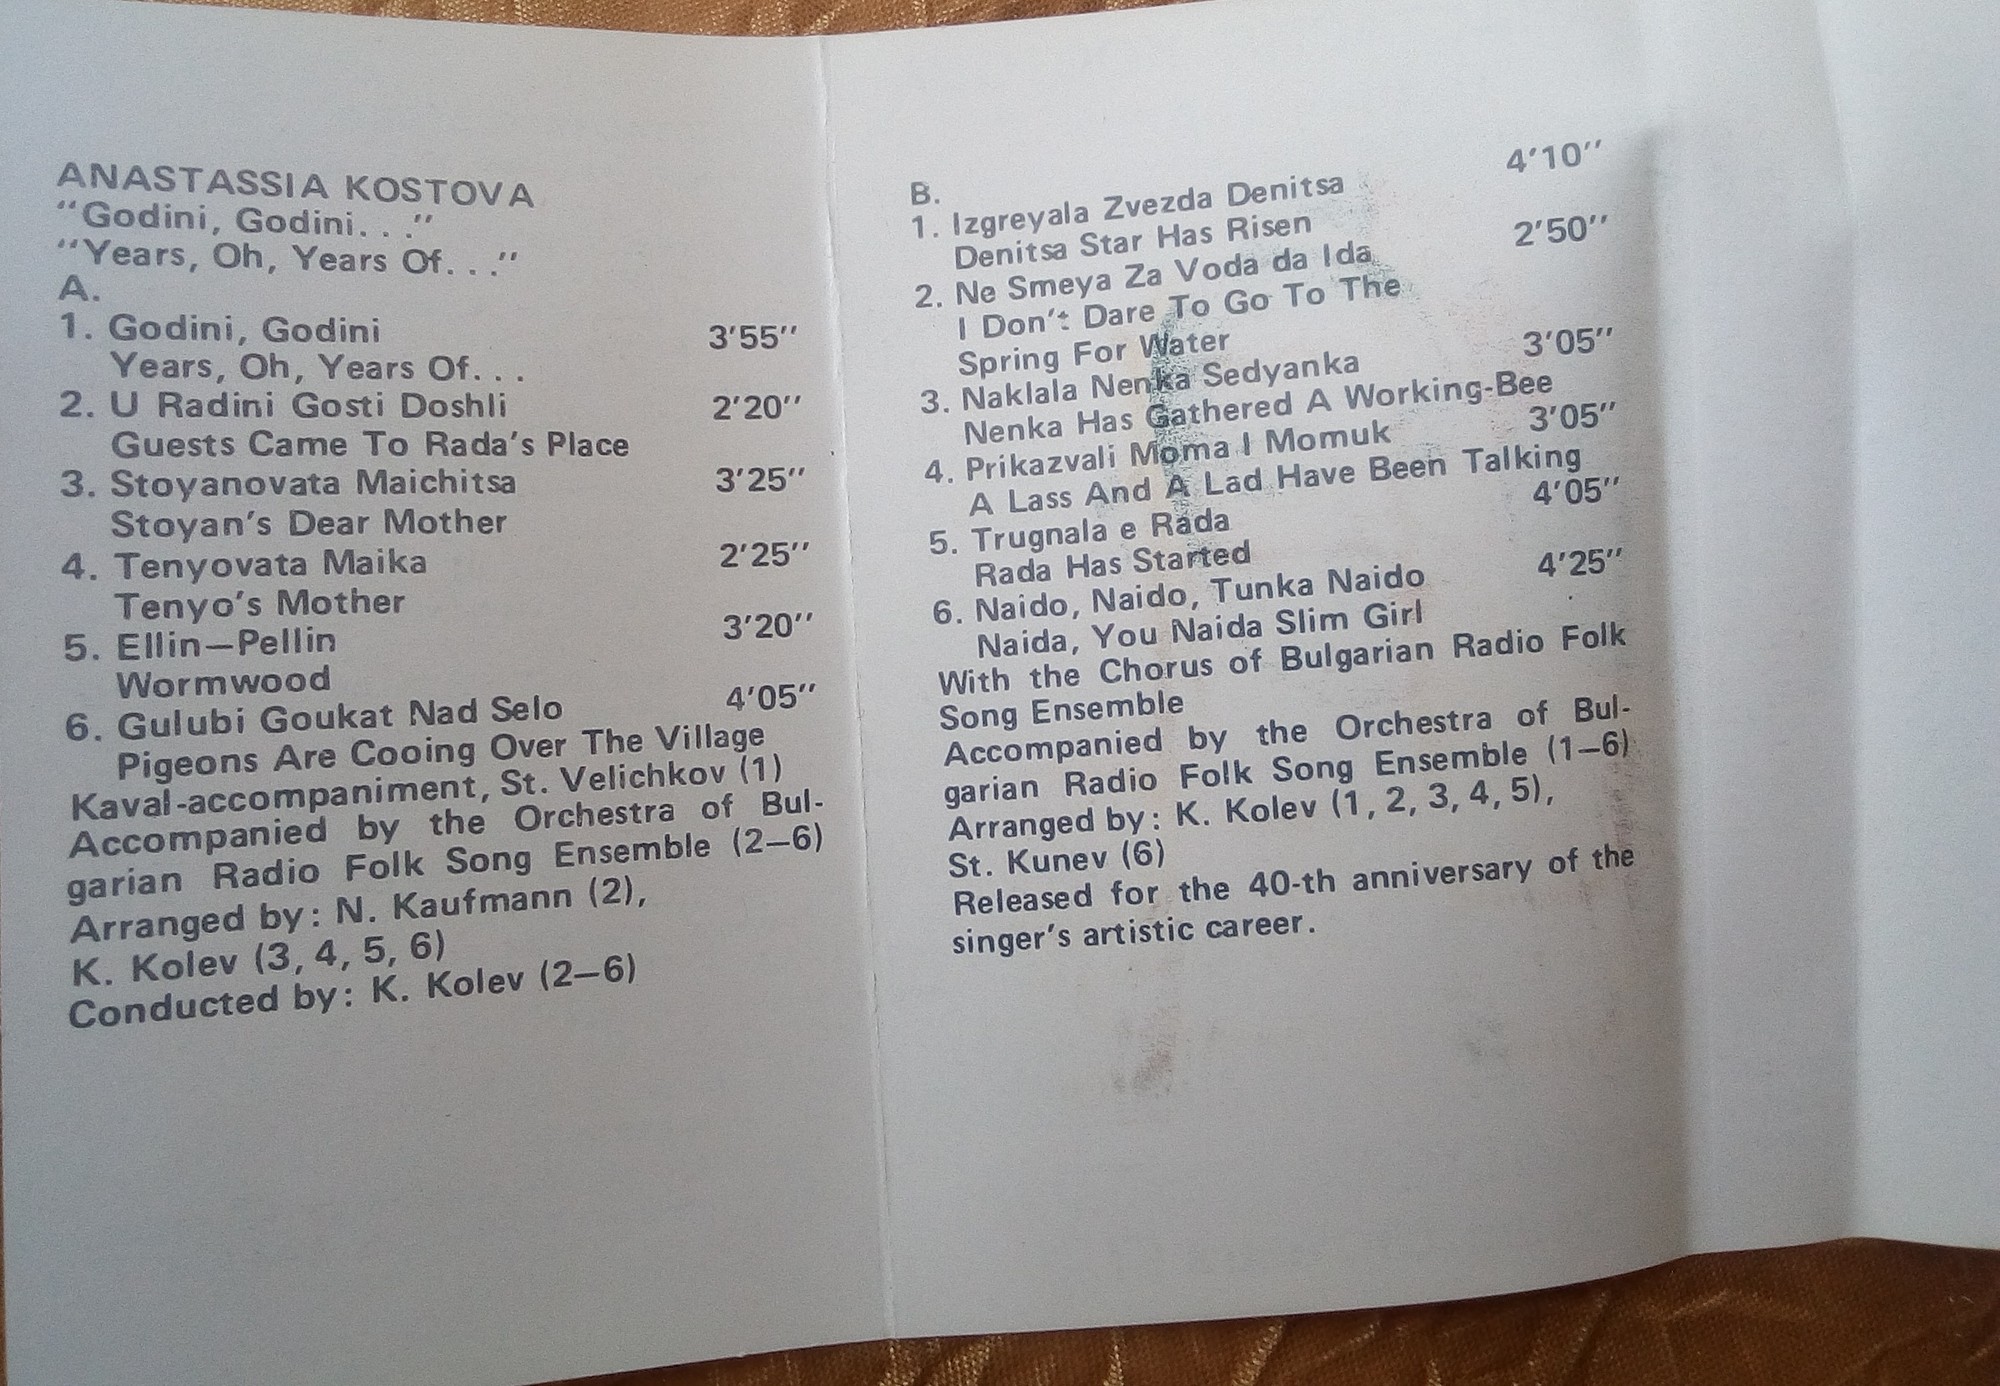 ANASTASSIA KOSTOVA
“Godini, Godini. . .”
“Years, Oh, Years Of. . .”
A.
1. Godini, Godini 3’55’’
Years, Oh, Years Of. . .
2. U Radini Gosti Doshli 2’20’’
Guests Came To Rada’s Place
3. Stoyanovata Maichitsa 3’25’’
Stoyan’s Dear Mother
4. Tenyovata Maika 2’25’’
Tenyo’s Mother
5. Ellin—Pellin 3’20’’
Wormwood
6. Gulubi Goukat Nad Selo 4’05’’
Pigeons Are Cooing Over The Village
Kaval-accompaniment, St. Velichkov (1)
Accompanied by the Orchestra of Bul-
garian Radio Folk Song Ensemble (2—6)
Arranged by: N. Kaufmann (2),
K. Kolev (3, 4, 5, 6)
Conducted by: K. Kolev (2—6)
B.
1. Izgreyala Zvezda Denitsa 4’10’’
Denitsa Star Has Risen
2. Ne Smeya Za Voda da Ida 2’50’’
I Don’t Dare To Go To The
Spring For Water
3. Naklala Nenka Sedyanka 3’05’’
Nenka Has Gathered A Working-Bee
4. Prikazvali Moma I Momuk 3’05’’
A Lass And A Lad Have Been Talking
5. Trugnala e Rada 4’05’’
Rada Has Started
6. Naido, Naido, Tunka Naido 4’25’’
Naida, You Naida Slim Girl
With the Chorus of Bulgarian Radio Folk
Song Ensemble
Accompanied by the Orchestra of Bul-
garian Radio Folk Song Ensemble (1—6)
Arranged by: K. Kolev (1, 2, 3, 4, 5),
St. Kunev (6)
Released for the 40-th anniversary of the
singer’s artistic career.